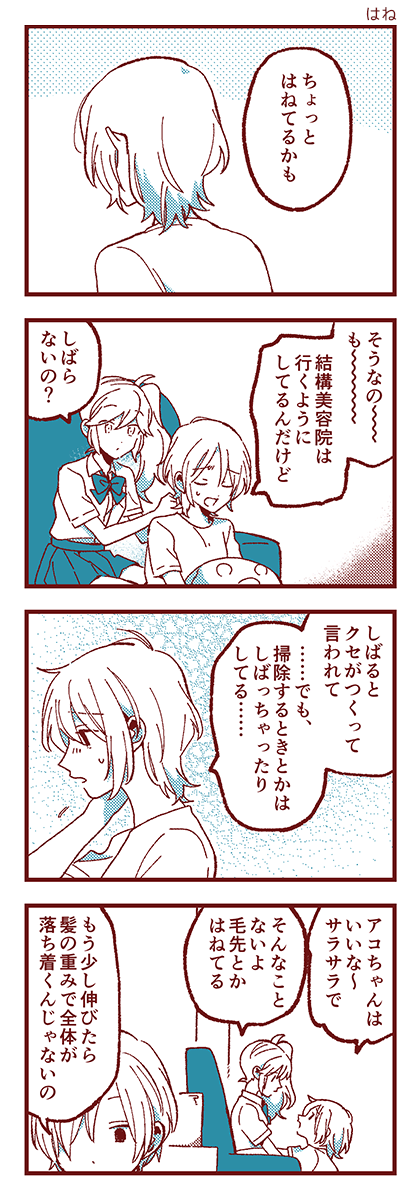 はね
ちょっと
はねてるかも
そうなの〜〜〜
も〜〜〜〜〜〜
結構美容院は
行くように
してるんだけど
しばら
ないの？
しばると
クセがつくって
言われて
……でも、
掃除するときとかは
しばっちゃったり
してる……
アコちゃんは
いいな〜
サラサラで
そんなこと
ないよ
毛先とか
はねてる
もう少し伸びたら
髪の重みで全体が
落ち着くんじゃないの